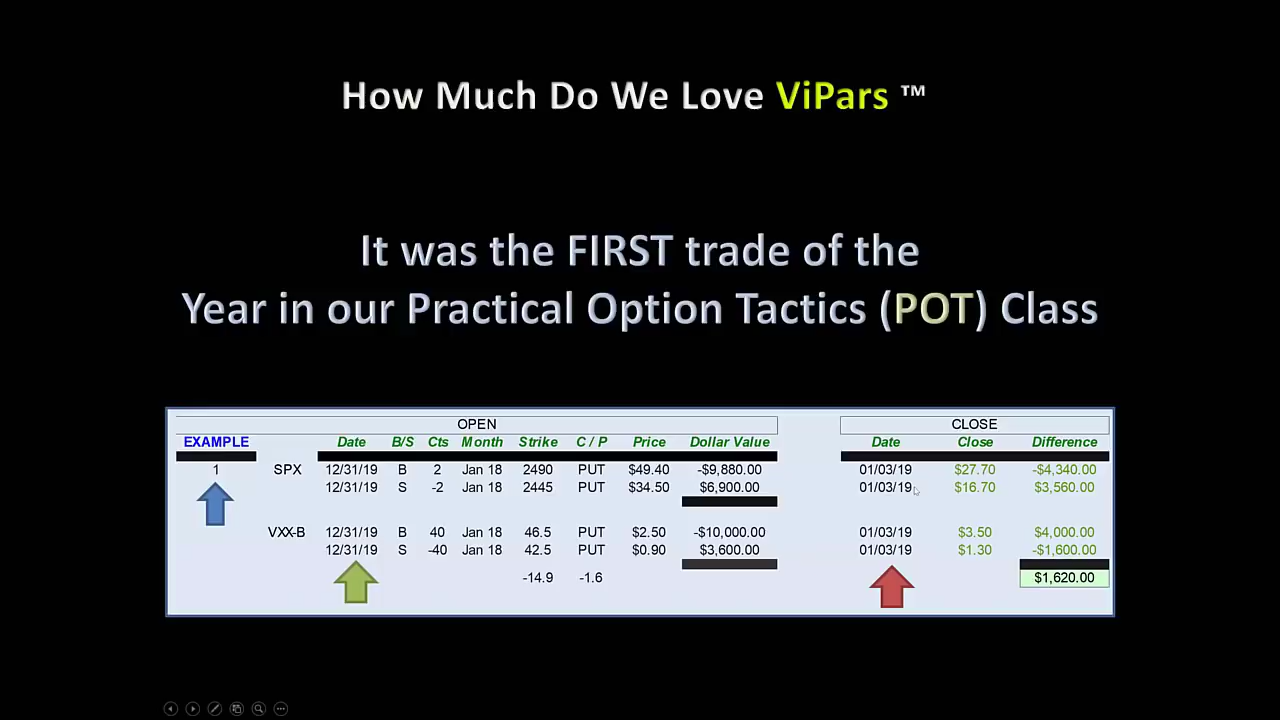 How Much Do We Love ViPars ™
It was the FIRST trade of the
Year in our Practical Option Tactics (POT) Class
OPEN CLOSE
EXAMPLE Date B/S Cts Month Strike C / P Price Dollar Value Date Close Difference
1 SPX 12/31/19 B 2 Jan 18 2490 PUT $49.40 -$9,880.00 01/03/19 $27.70 -$4,340.00
12/31/19 S -2 Jan 18 2445 PUT $34.50 $6,900.00 01/03/19 $16.70 $3,560.00
VXX-B 12/31/19 B 40 Jan 18 46.5 PUT $2.50 -$10,000.00 01/03/19 $3.50 $4,000.00
12/31/19 S -40 Jan 18 42.5 PUT $0.90 $3,600.00 01/03/19 $1.30 -$1,600.00
-14.9 -1.6 $1,620.00